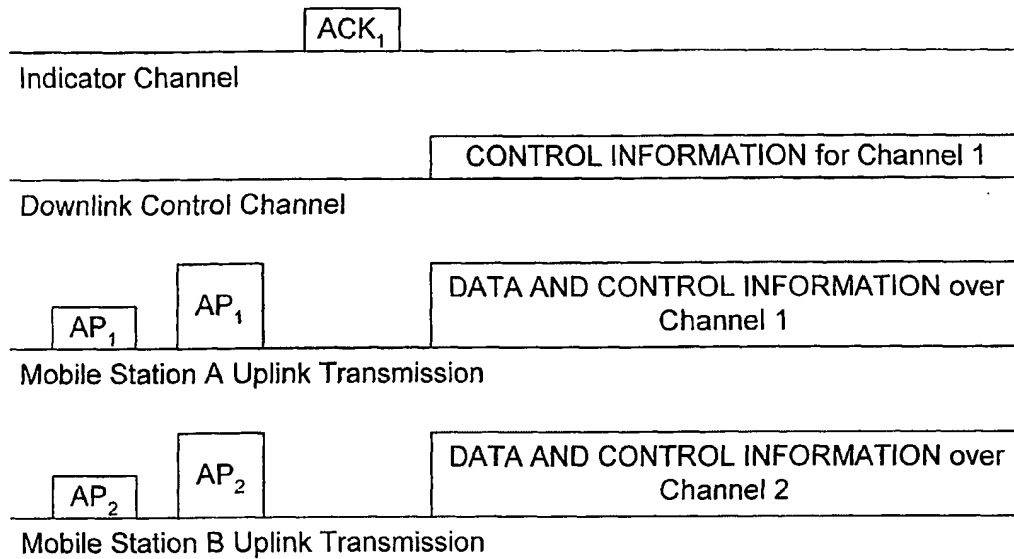 ACK₁
Indicator Channel
CONTROL INFORMATION for Channel 1
Downlink Control Channel
AP₁
AP₁
DATA AND CONTROL INFORMATION over
Channel 1
Mobile Station A Uplink Transmission
AP₂
AP₂
DATA AND CONTROL INFORMATION over
Channel 2
Mobile Station B Uplink Transmission